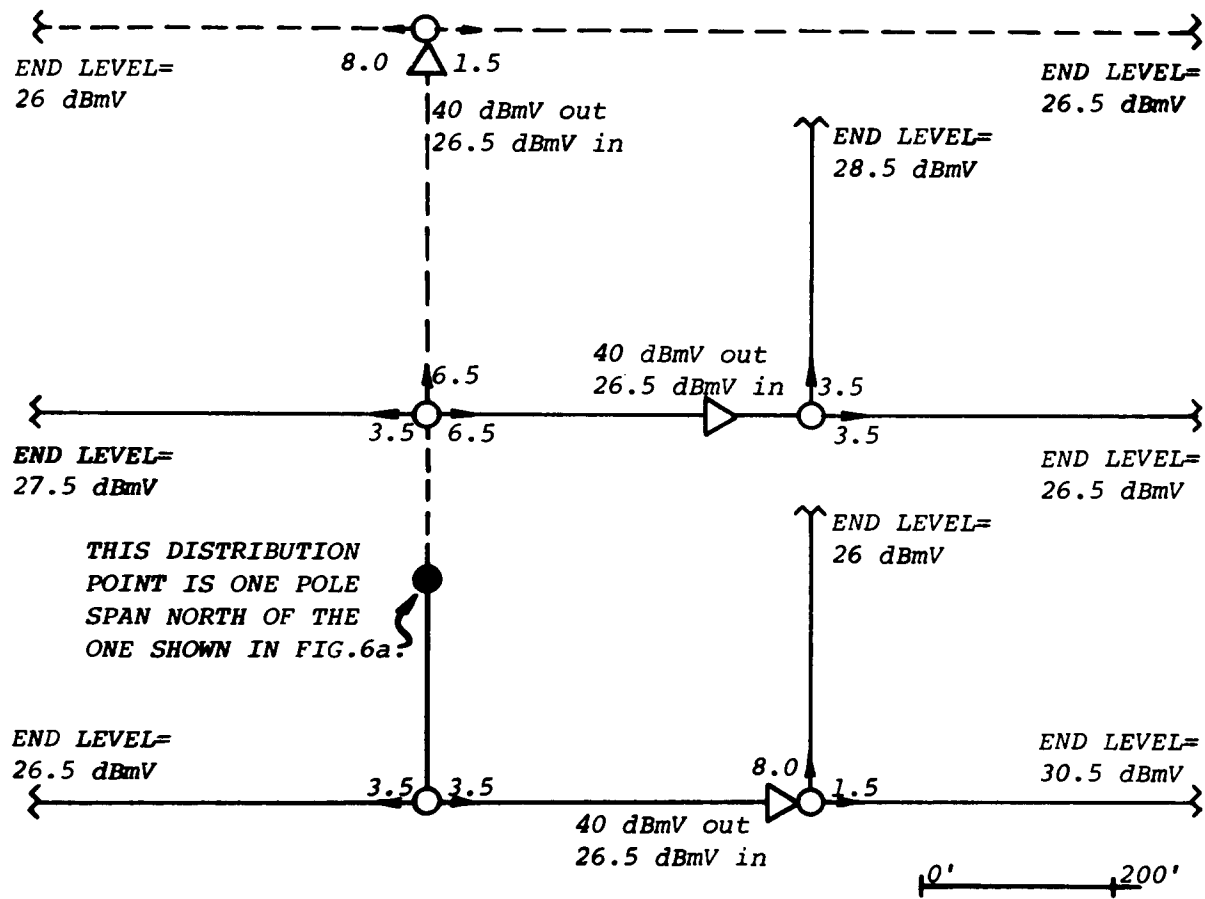 8.0
1.5
END LEVEL=
26 dBmV
END LEVEL=
26.5 dBmV
40 dBmV out
26.5 dBmV in
END LEVEL=
28.5 dBmV
40 dBmV out
26.5 dBmV in
6.5
3.5
3.5
6.5
3.5
END LEVEL=
27.5 dBmV
END LEVEL=
26.5 dBmV
END LEVEL=
26 dBmV
THIS DISTRIBUTION
POINT IS ONE POLE
SPAN NORTH OF THE
ONE SHOWN IN FIG.6a.
END LEVEL=
26.5 dBmV
END LEVEL=
30.5 dBmV
8.0
3.5
3.5
1.5
40 dBmV out
26.5 dBmV in
0'
200'